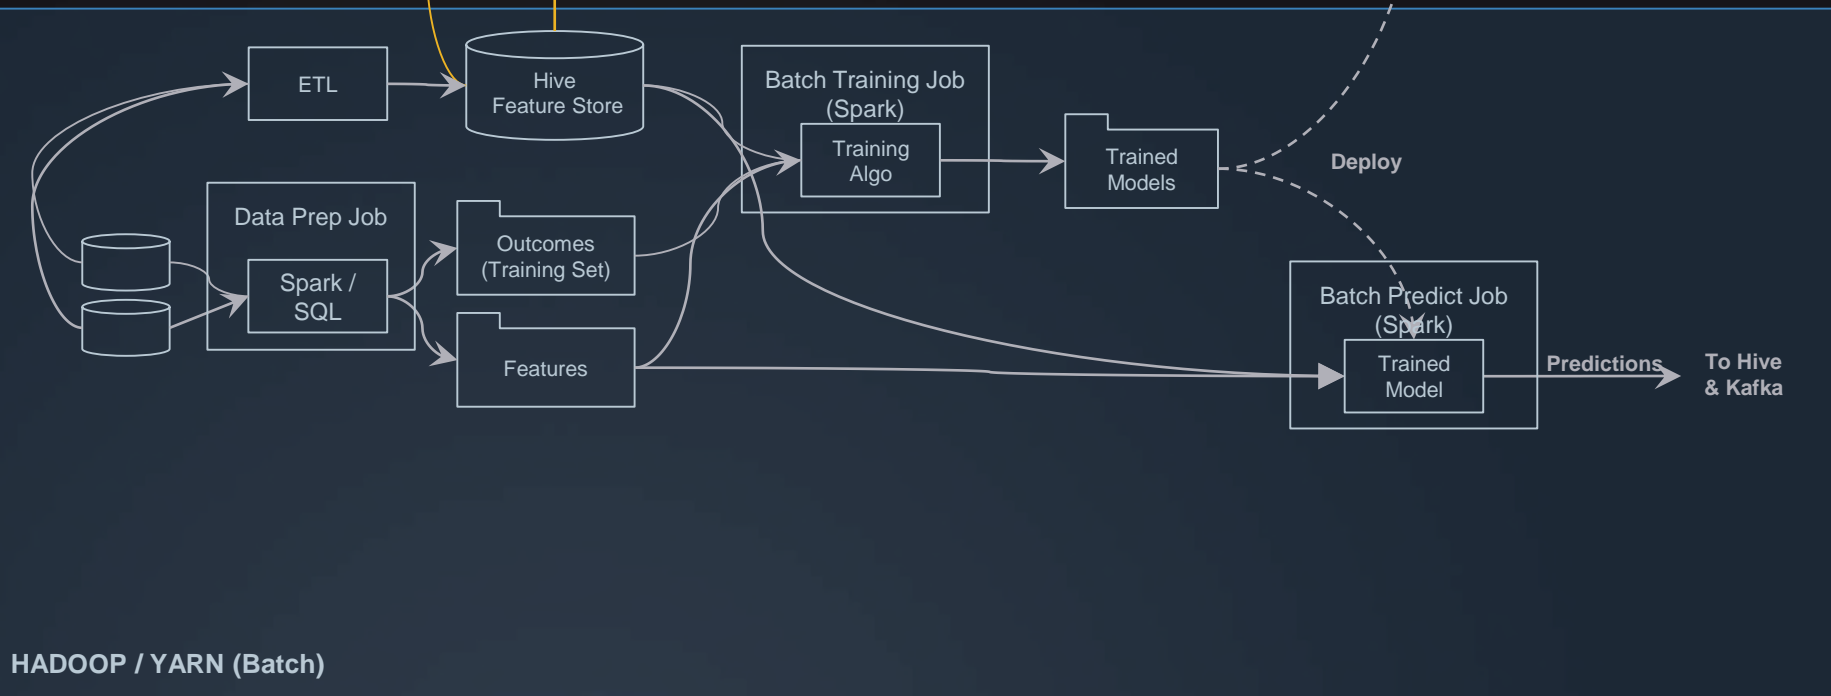 ETL
Hive
Feature Store
Batch Training Job
(Spark)
Training
Algo
Trained
Models
Deploy
Data Prep Job
Spark /
SQL
Outcomes
(Training Set)
Features
Batch Predict Job
(Spark)
Trained
Model
Predictions
To Hive
& Kafka
HADOOP / YARN (Batch)